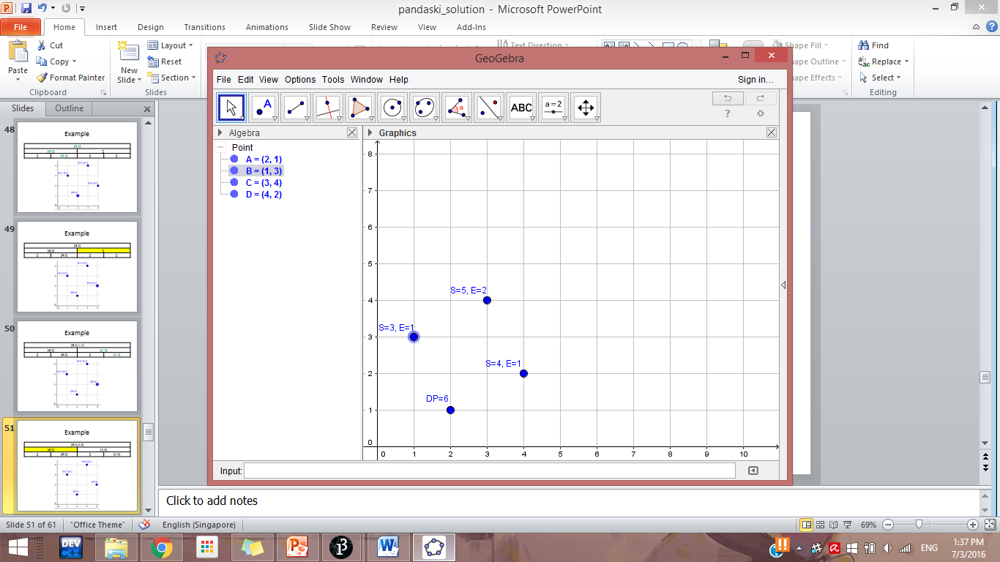 pandaski_solution - Microsoft PowerPoint
File Home Insert Design Transitions Animations Slide Show Review View Add-Ins
Paste
Cut
Copy
Format Painter
Clipboard
New Slide
Layout
Reset
Section
Slides
Text Direction
Shape Fill
Shape Outline
Shape Effects
Find
Replace
Select
Editing
Slides Outline
48
Example
49
Example
50
Example
51
Example
GeoGebra
File Edit View Options Tools Window Help Sign in...
A
α
ABC
a = 2
?
Algebra
Graphics
Point
A = (2, 1)
B = (1, 3)
C = (3, 4)
D = (4, 2)
8
7
6
5
S=5, E=2
4
S=3, E=1
3
S=4, E=1
2
DP=6
1
0
0 1 2 3 4 5 6 7 8 9 10
Input:
Click to add notes
Slide 51 of 61 "Office Theme" English (Singapore) 69%
DEV C++
ENG
1:37 PM
7/3/2016